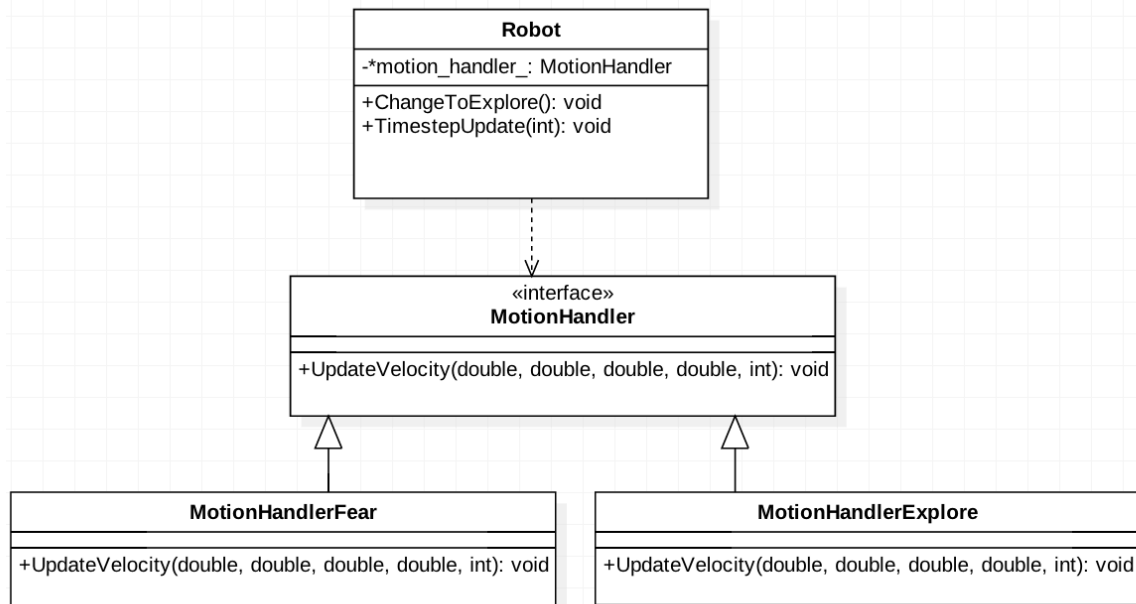 Robot
-*motion_handler_: MotionHandler
+ChangeToExplore(): void
+TimestepUpdate(int): void
«interface»
MotionHandler
+UpdateVelocity(double, double, double, double, int): void
MotionHandlerFear
+UpdateVelocity(double, double, double, double, int): void
MotionHandlerExplore
+UpdateVelocity(double, double, double, double, int): void